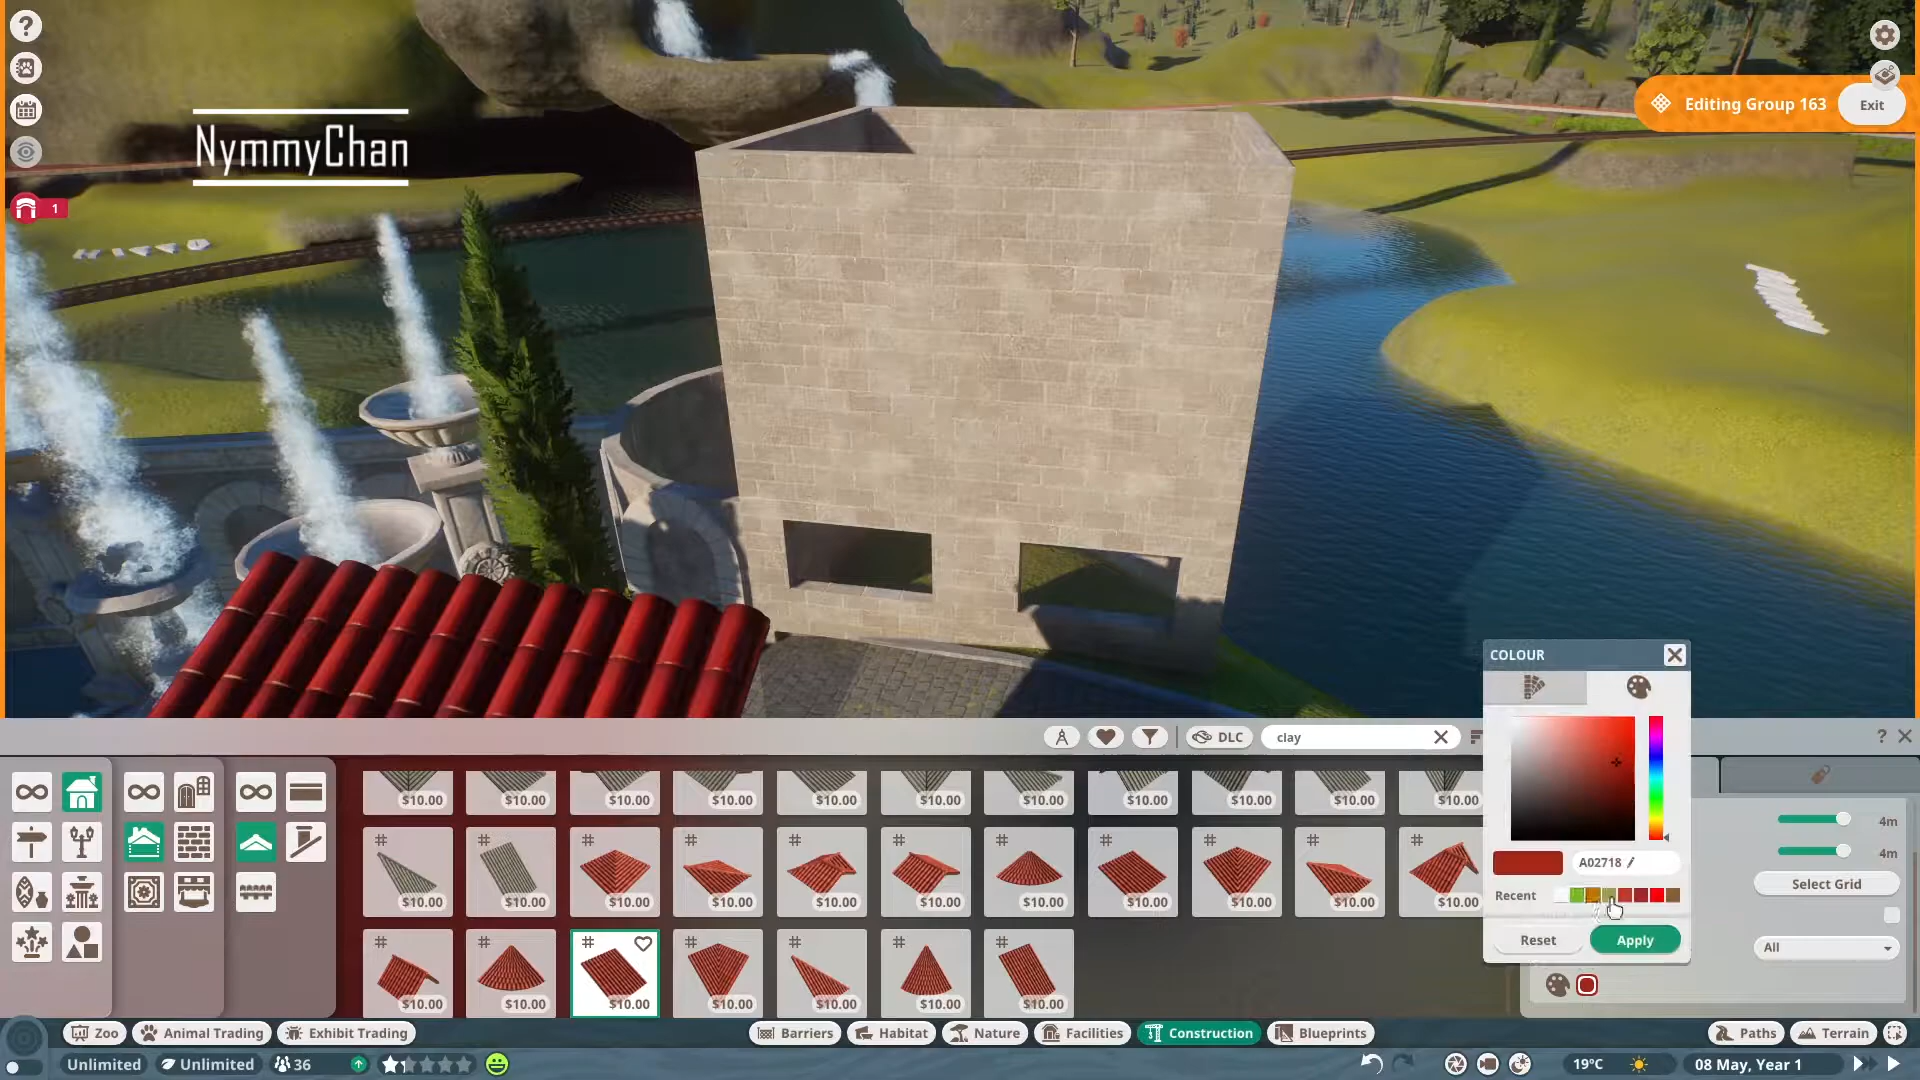 NymmyChan
1
Editing Group 163
Exit
DLC
clay
COLOUR
A02718
Recent
Reset
Apply
4m
4m
Select Grid
All
$10.00 $10.00 $10.00 $10.00 $10.00 $10.00 $10.00 $10.00 $10.00 $10.00 $10.00
$10.00 $10.00 $10.00 $10.00 $10.00 $10.00 $10.00 $10.00 $10.00 $10.00 $10.00
$10.00 $10.00 $10.00 $10.00 $10.00 $10.00 $10.00
Zoo
Animal Trading
Exhibit Trading
Barriers
Habitat
Nature
Facilities
Construction
Blueprints
Paths
Terrain
Unlimited
Unlimited
36
19°C
08 May, Year 1